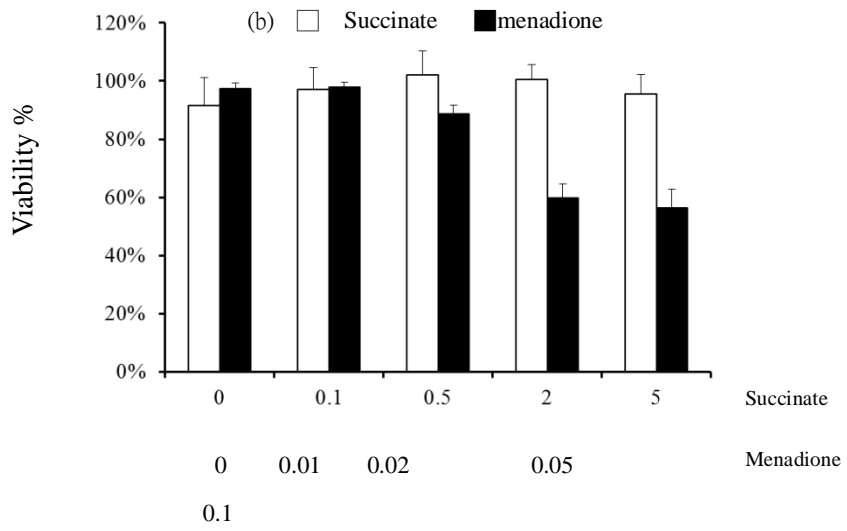 (b) Succinate menadione
120%
100%
80%
60%
40%
20%
0%
Viability %
0 0.1 0.5 2 5 Succinate
0 0.01 0.02 0.05 Menadione
0.1